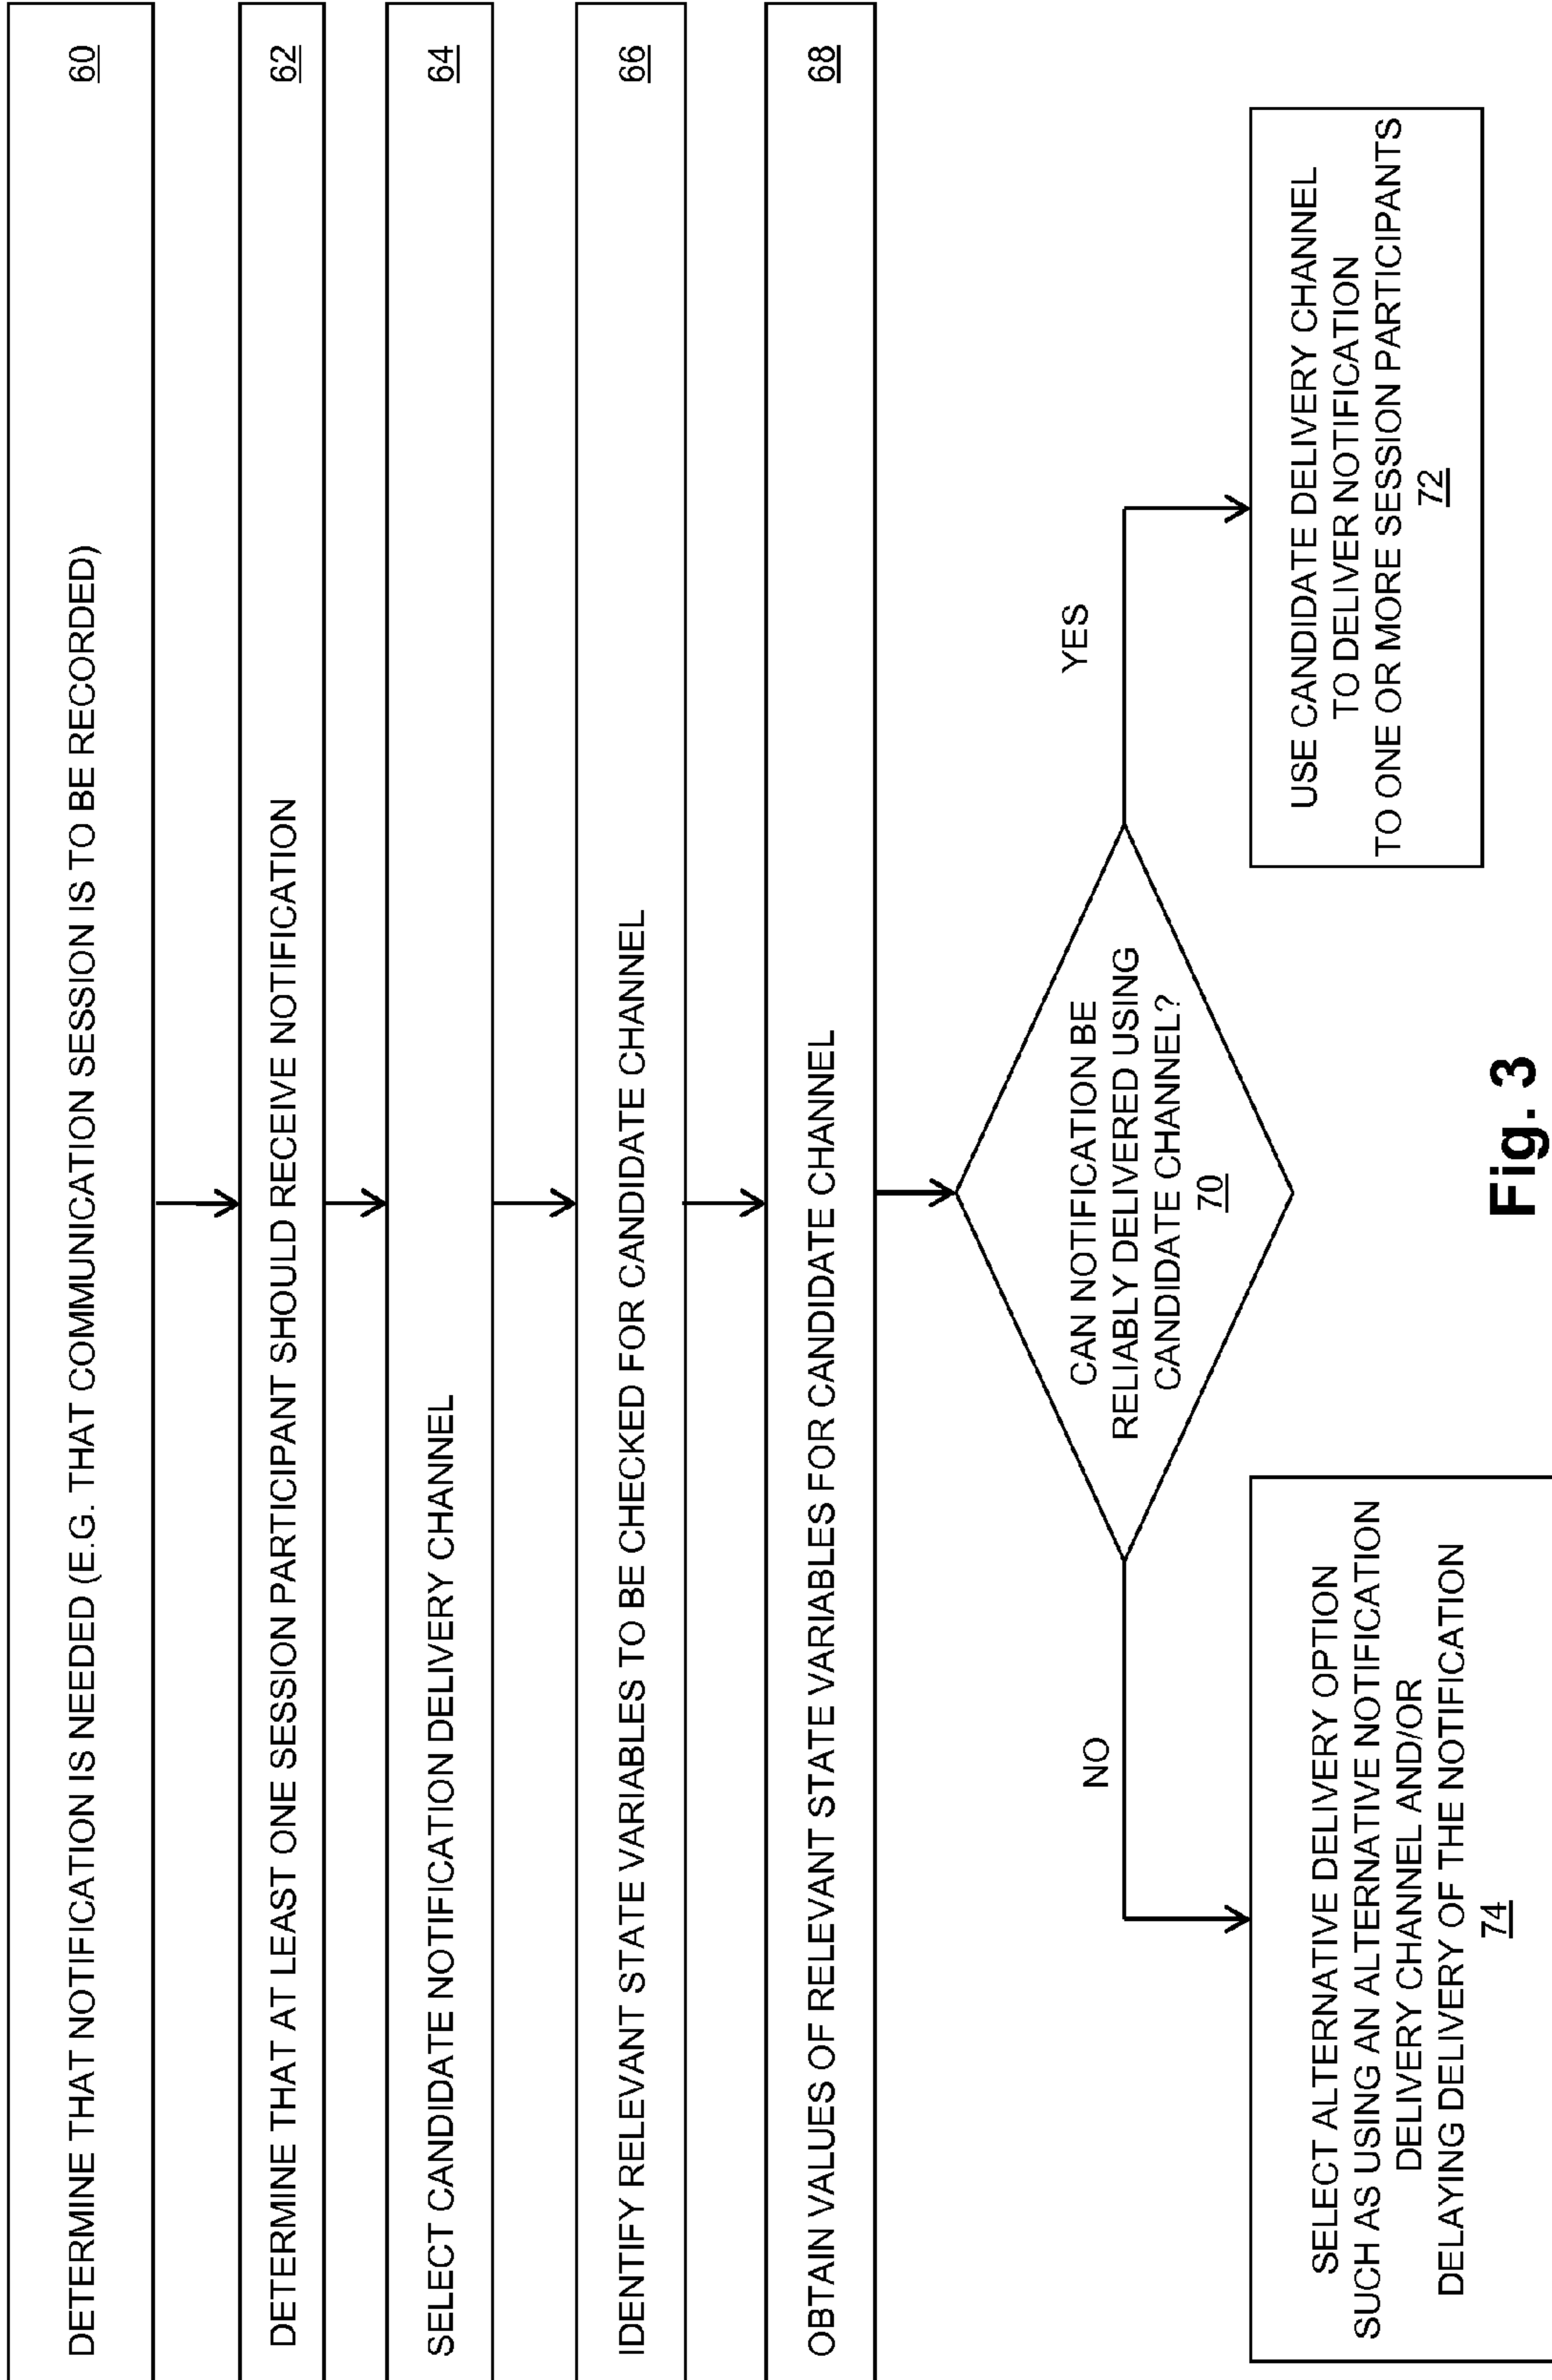 DETERMINE THAT NOTIFICATION IS NEEDED (E.G. THAT COMMUNICATION SESSION IS TO BE RECORDED) 60
DETERMINE THAT AT LEAST ONE SESSION PARTICIPANT SHOULD RECEIVE NOTIFICATION 62
SELECT CANDIDATE NOTIFICATION DELIVERY CHANNEL 64
IDENTIFY RELEVANT STATE VARIABLES TO BE CHECKED FOR CANDIDATE CHANNEL 66
OBTAIN VALUES OF RELEVANT STATE VARIABLES FOR CANDIDATE CHANNEL 68
CAN NOTIFICATION BE
RELIABLY DELIVERED USING
CANDIDATE CHANNEL?
70
NO
YES
SELECT ALTERNATIVE DELIVERY OPTION
SUCH AS USING AN ALTERNATIVE NOTIFICATION
DELIVERY CHANNEL AND/OR
DELAYING DELIVERY OF THE NOTIFICATION
74
USE CANDIDATE DELIVERY CHANNEL
TO DELIVER NOTIFICATION
TO ONE OR MORE SESSION PARTICIPANTS
72
Fig. 3